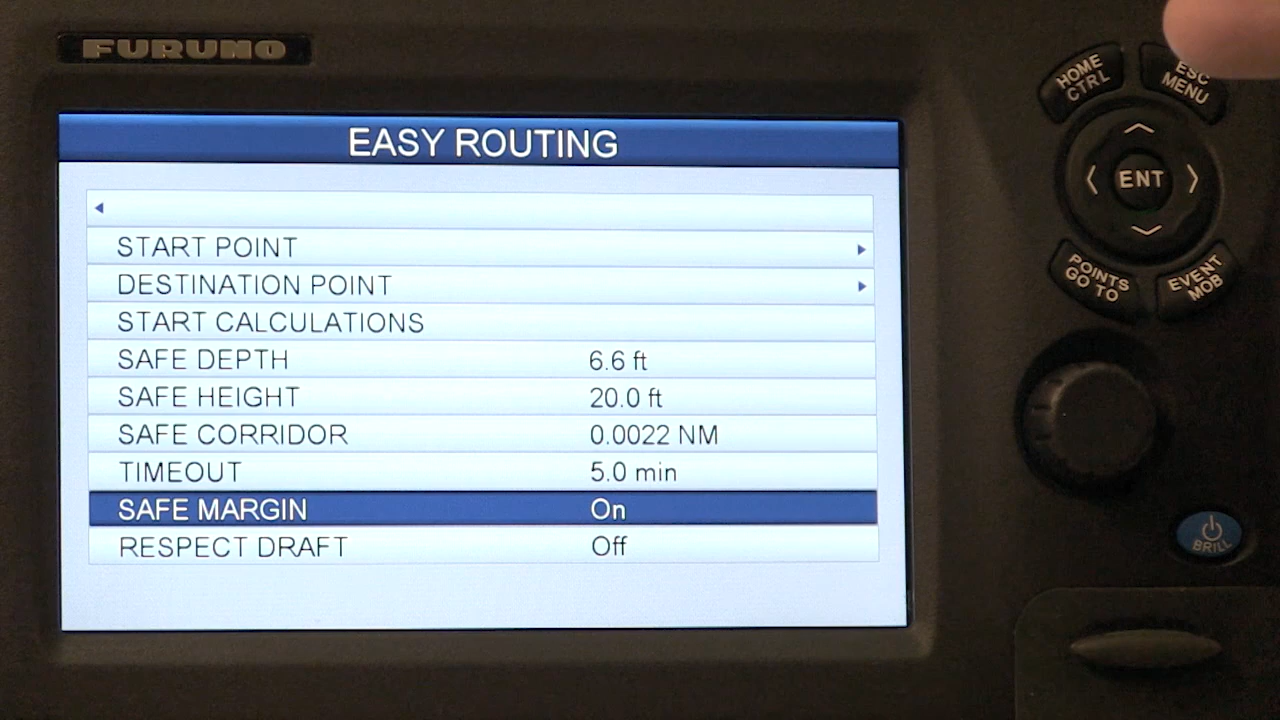 FURUNO
EASY ROUTING
START POINT
DESTINATION POINT
START CALCULATIONS
SAFE DEPTH 6.6 ft
SAFE HEIGHT 20.0 ft
SAFE CORRIDOR 0.0022 NM
TIMEOUT 5.0 min
SAFE MARGIN On
RESPECT DRAFT Off
HOME
CTRL
ESC
MENU
ENT
POINTS
GO TO
EVENT
MOB
BRILL